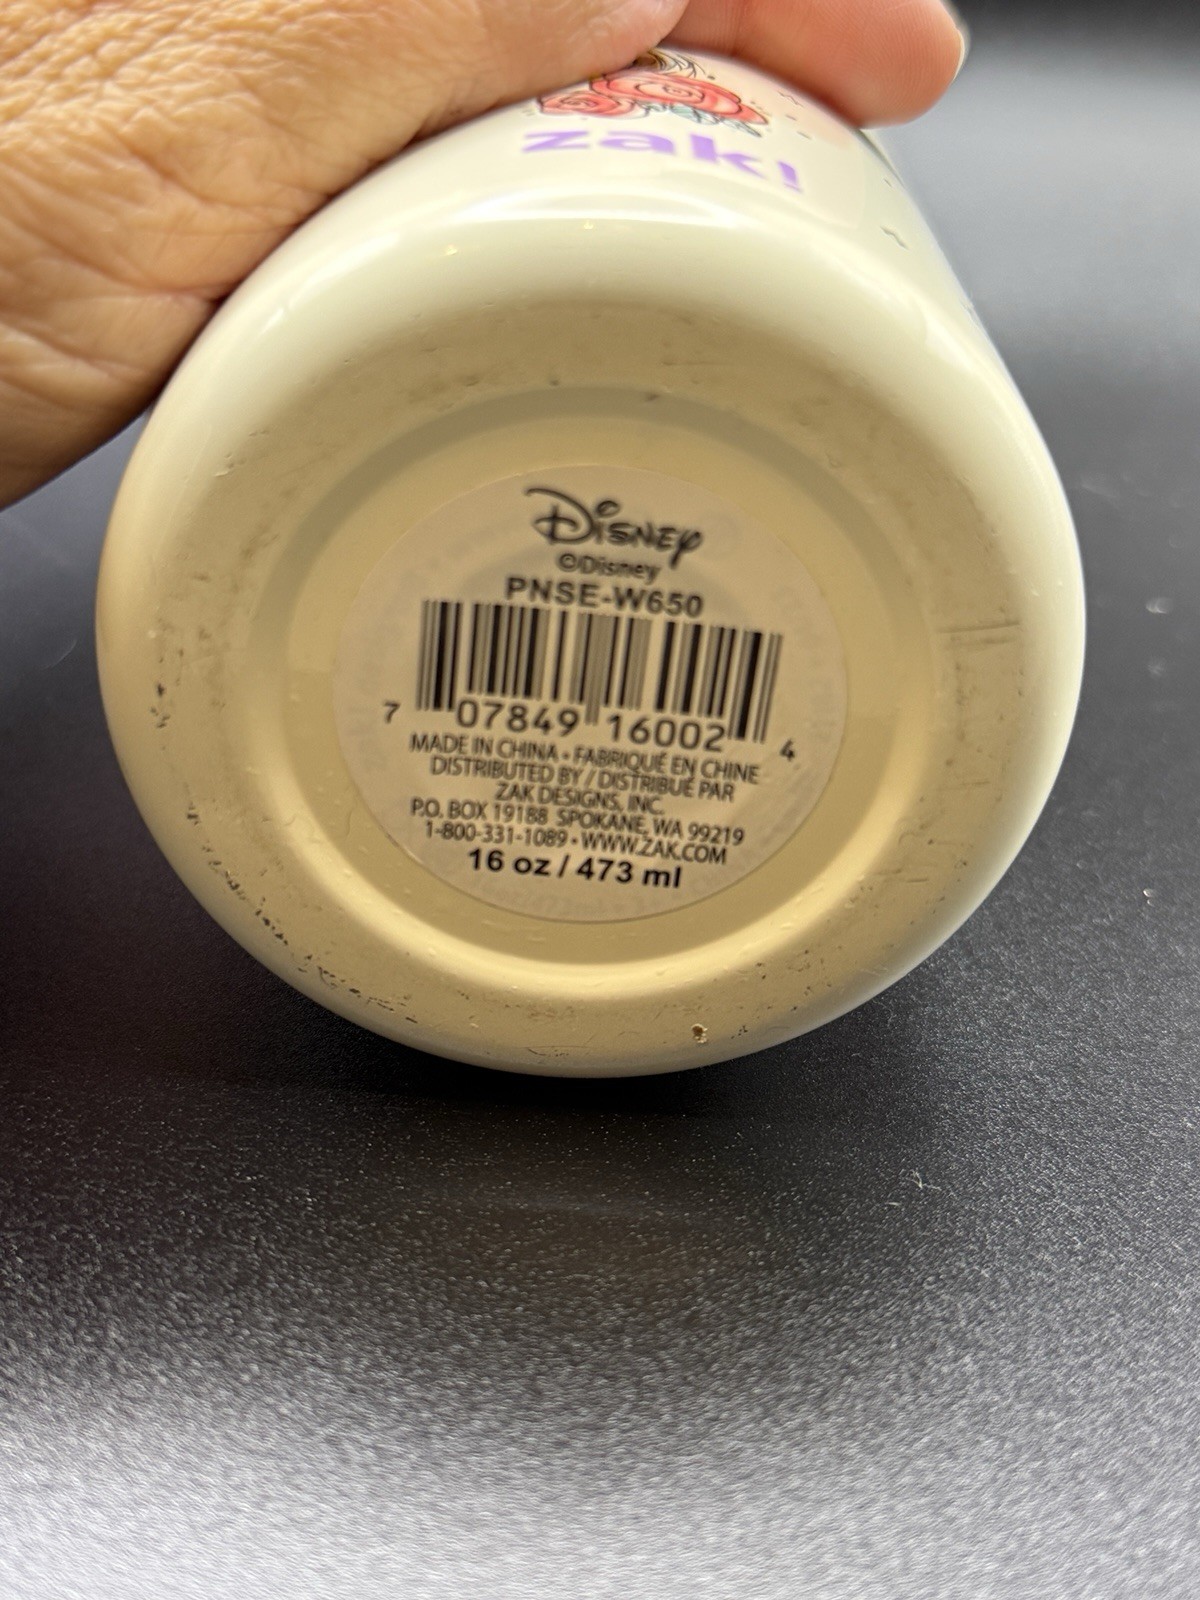 zak!
Disney
©Disney
PNSE-W650
7 07849 16002 4
MADE IN CHINA • FABRIQUÉ EN CHINE
DISTRIBUTED BY / DISTRIBUÉ PAR
ZAK DESIGNS, INC.
P.O. BOX 19188 SPOKANE, WA 99219
1-800-331-1089 • WWW.ZAK.COM
16 oz / 473 ml